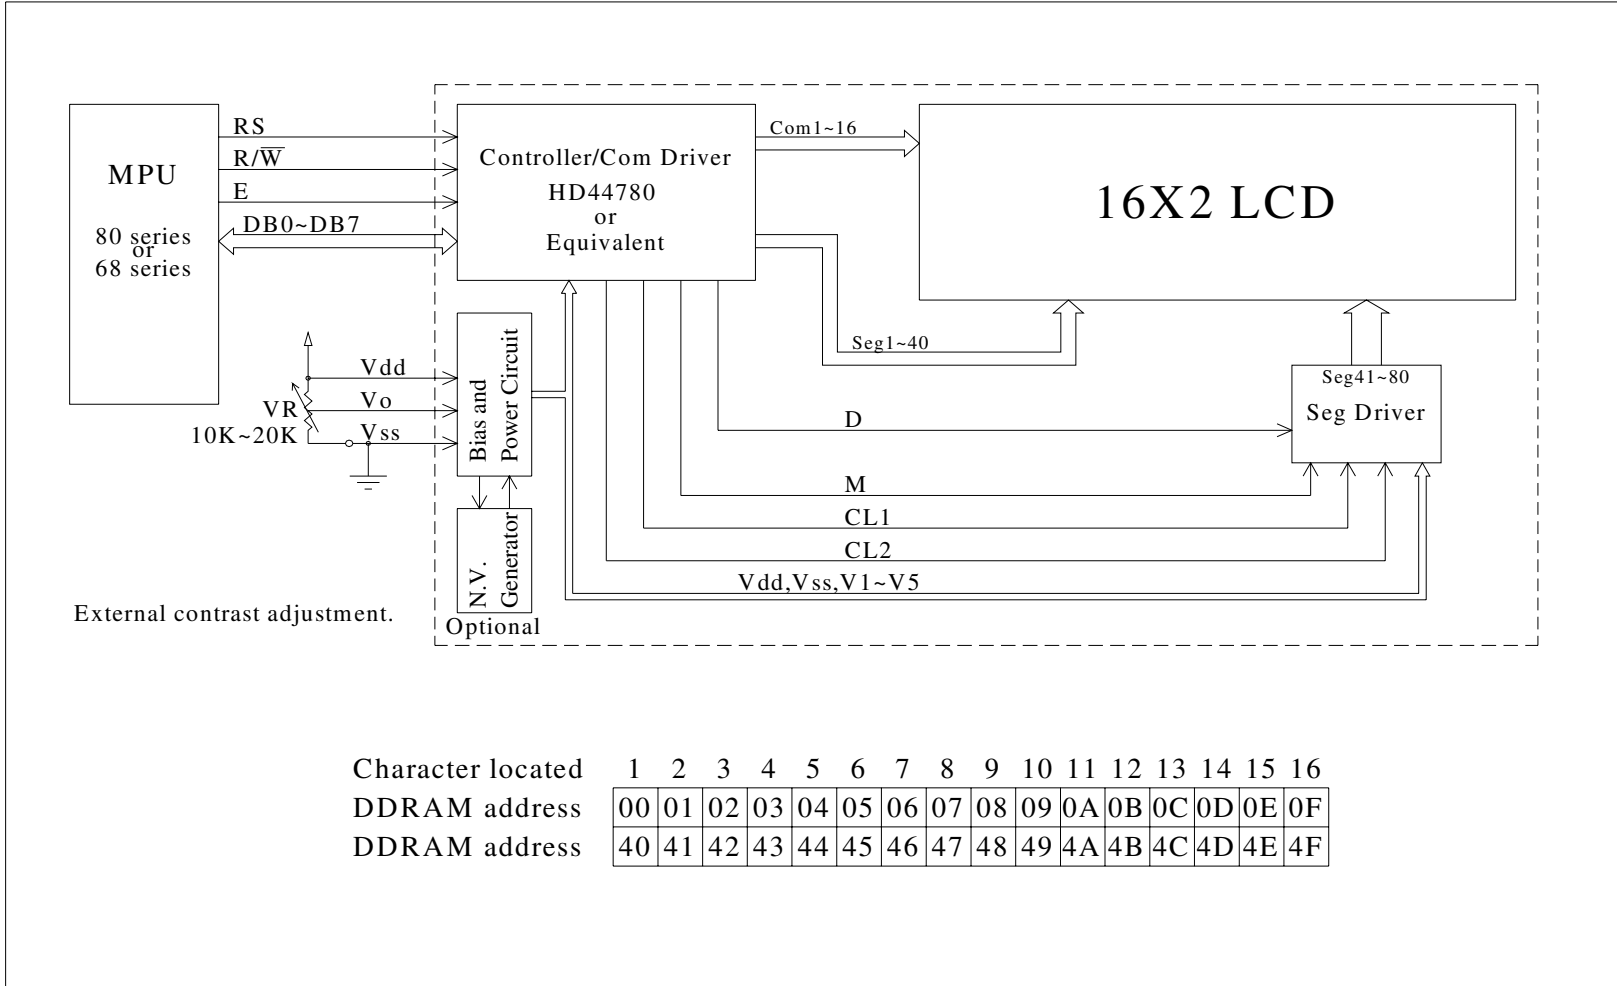 MPU
80 series
or
68 series
RS
R/W̅
E
DB0~DB7
Controller/Com Driver
HD44780
or
Equivalent
Com1~16
16X2 LCD
Seg1~40
Seg41~80
Seg Driver
Vdd
Vo
Vss
VR
10K~20K
Bias and
Power Circuit
D
M
CL1
CL2
Vdd,Vss,V1~V5
N.V.
Generator
Optional
External contrast adjustment.
Character located 1 2 3 4 5 6 7 8 9 10 11 12 13 14 15 16
DDRAM address 00 01 02 03 04 05 06 07 08 09 0A 0B 0C 0D 0E 0F
DDRAM address 40 41 42 43 44 45 46 47 48 49 4A 4B 4C 4D 4E 4F